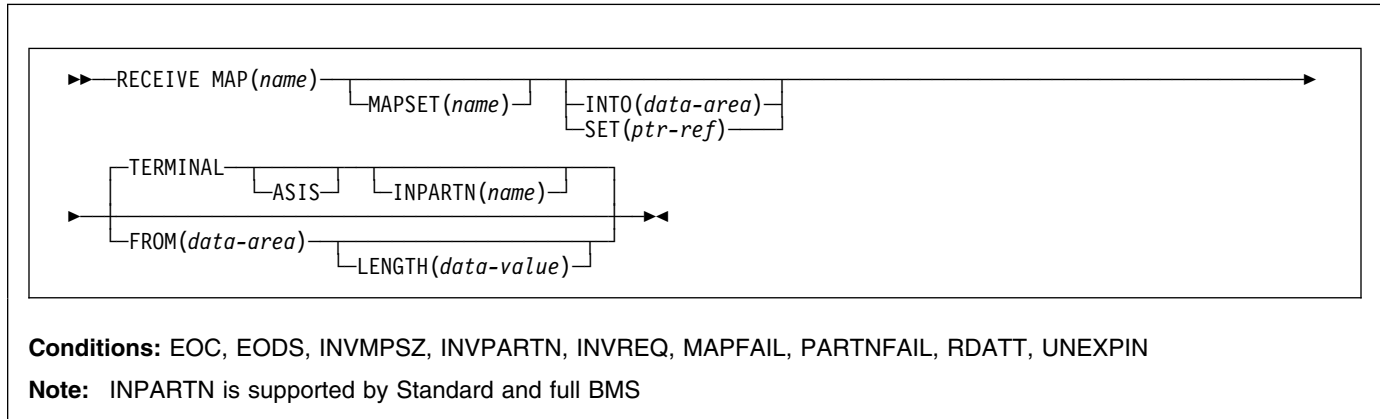 RECEIVE MAP(name)
MAPSET(name)
INTO(data-area)
SET(ptr-ref)
TERMINAL
ASIS
INPARTN(name)
FROM(data-area)
LENGTH(data-value)
Conditions: EOC, EODS, INVMPSZ, INVPARTN, INVREQ, MAPFAIL, PARTNFAIL, RDATT, UNEXPIN
Note: INPARTN is supported by Standard and full BMS